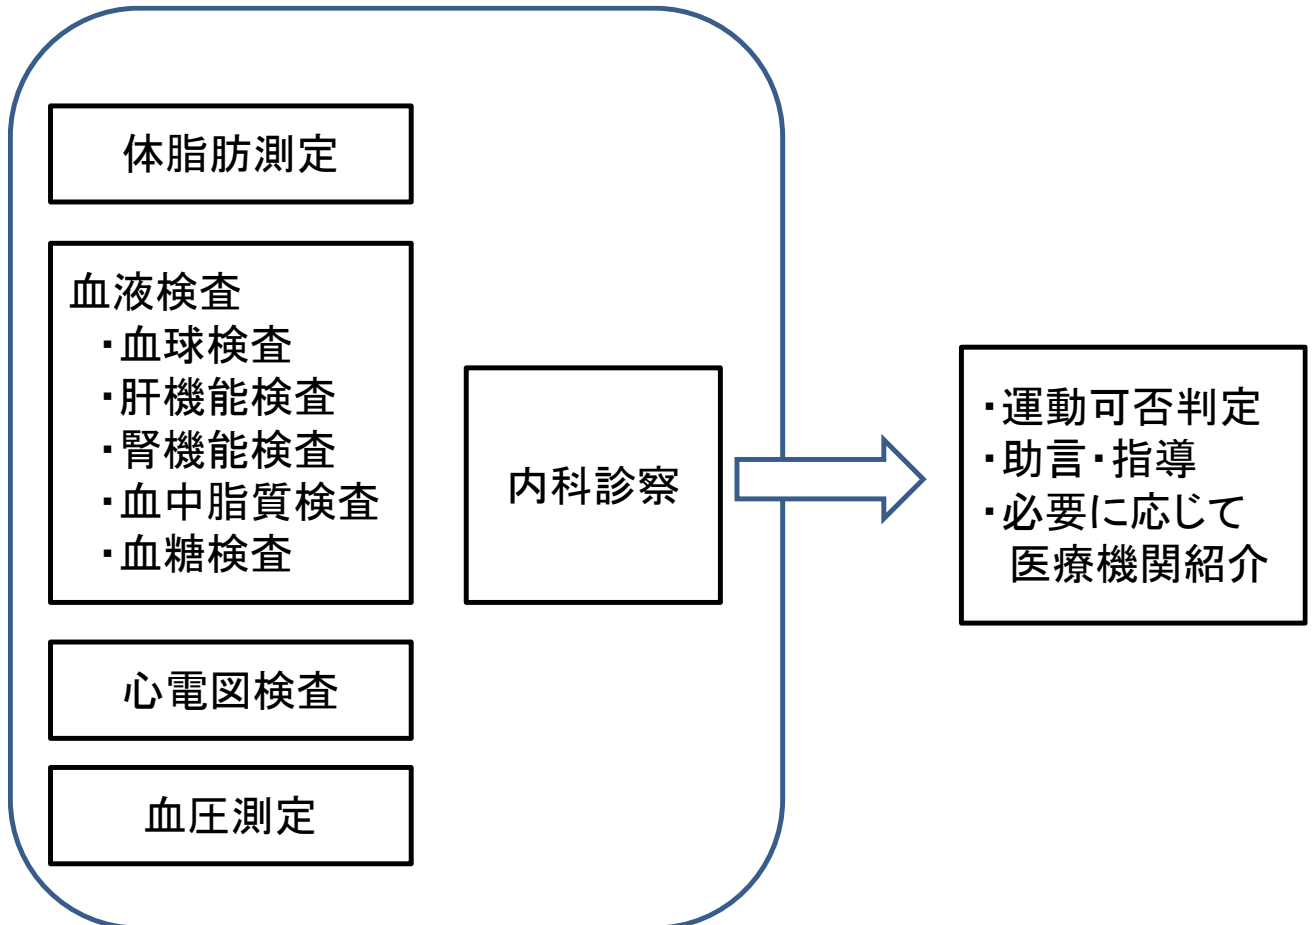 体脂肪測定
血液検査
・血球検査
・肝機能検査
・腎機能検査
・血中脂質検査
・血糖検査
心電図検査
血圧測定
内科診察
・運動可否判定
・助言・指導
・必要に応じて
医療機関紹介